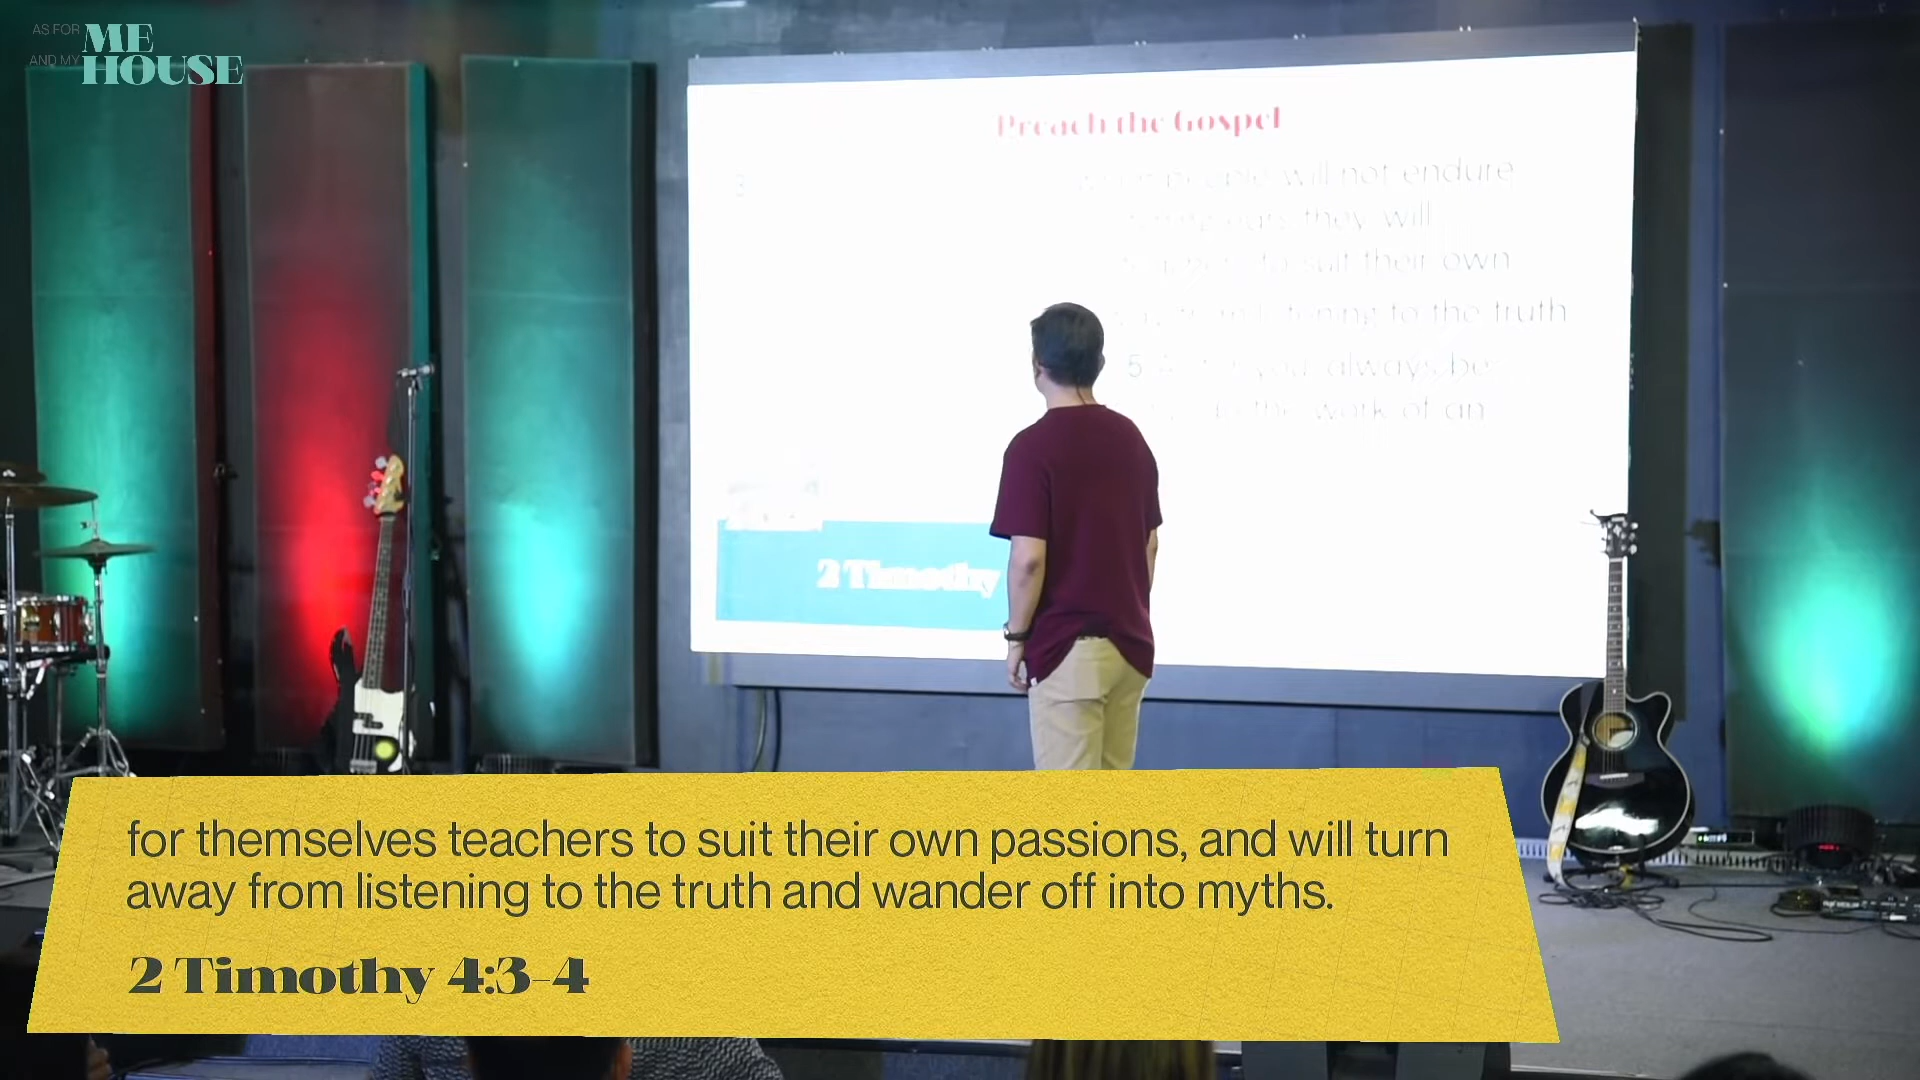 AS FOR ME
AND MY HOUSE
Preach the Gospel
3
people will not endure
they will
to suit their own
to the truth
5 you always be
the work of an
2 Timothy
for themselves teachers to suit their own passions, and will turn
away from listening to the truth and wander off into myths.
2 Timothy 4:3-4